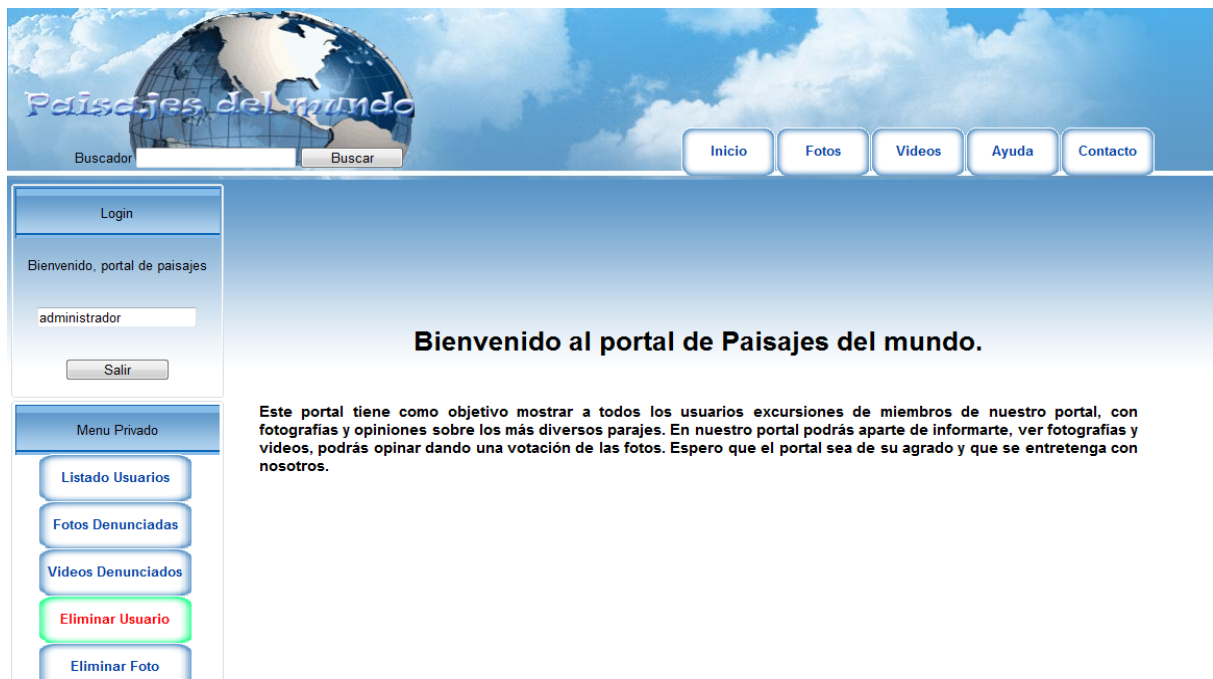 Paisajes del mundo
Buscador
Buscar
Inicio
Fotos
Videos
Ayuda
Contacto
Login
Bienvenido, portal de paisajes
administrador
Salir
Menu Privado
Listado Usuarios
Fotos Denunciadas
Videos Denunciados
Eliminar Usuario
Eliminar Foto
Bienvenido al portal de Paisajes del mundo.
Este portal tiene como objetivo mostrar a todos los usuarios excursiones de miembros de nuestro portal, con
fotografías y opiniones sobre los más diversos parajes. En nuestro portal podrás aparte de informarte, ver fotografías y
videos, podrás opinar dando una votación de las fotos. Espero que el portal sea de su agrado y que se entretenga con
nosotros.